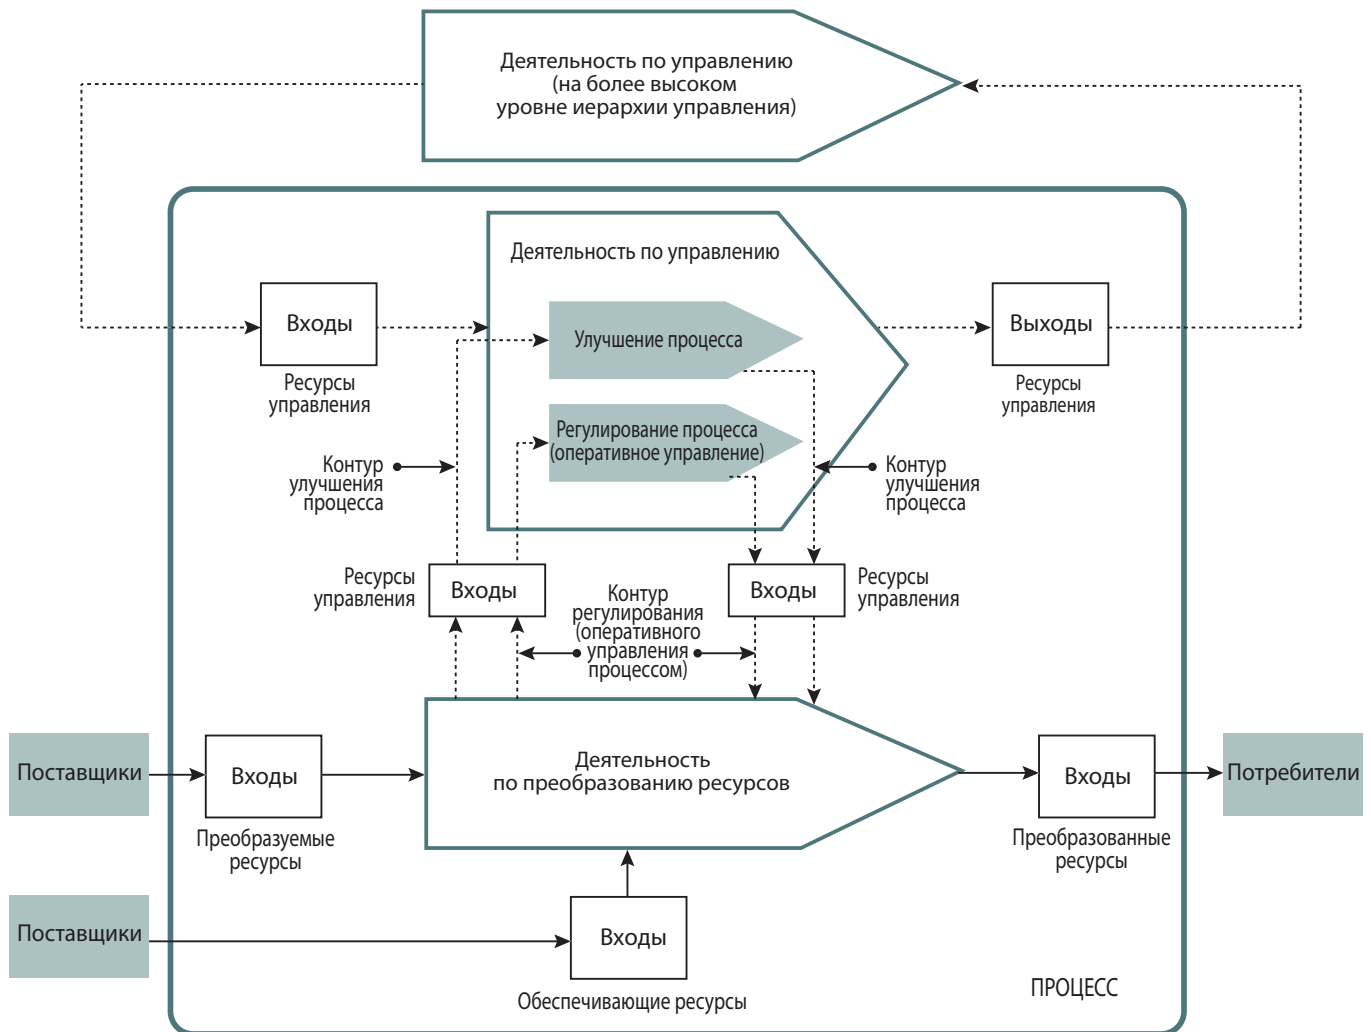 Деятельность по управлению
(на более высоком
уровне иерархии управления)
Деятельность по управлению
Входы
Ресурсы
управления
Улучшение процесса
Выходы
Ресурсы
управления
Регулирование процесса
(оперативное управление)
Контур
улучшения
процесса
Контур
улучшения
процесса
Ресурсы
управления
Входы
Контур
регулирования
(оперативного
управления
процессом)
Входы
Ресурсы
управления
Поставщики
Входы
Преобразуемые
ресурсы
Деятельность
по преобразованию ресурсов
Входы
Преобразованные
ресурсы
Потребители
Поставщики
Входы
Обеспечивающие ресурсы
ПРОЦЕСС